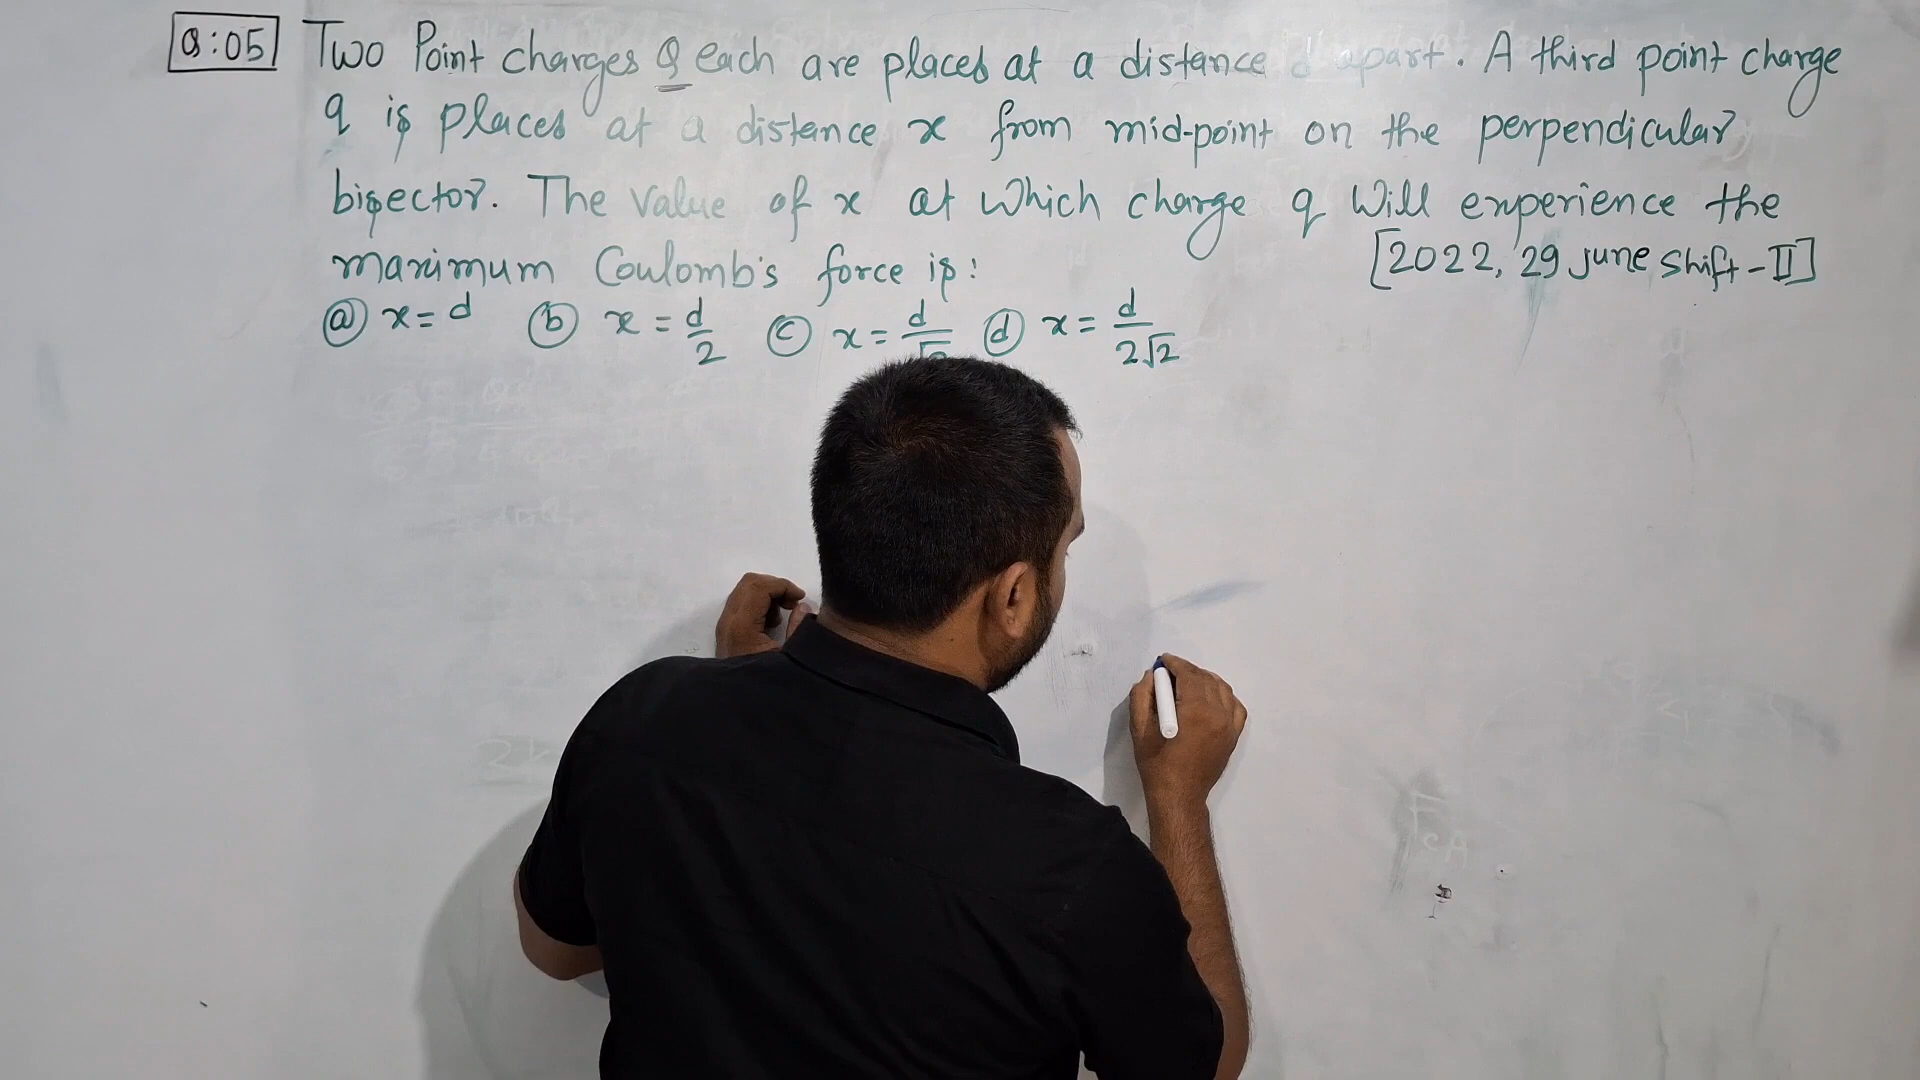 Q:05 Two Point charges Q each are placed at a distance d apart. A third point charge
q is placed at a distance x from mid-point on the perpendicular
bisector. The value of x at which charge q will experience the
maximum Coulomb's force is:
[2022, 29 June Shift-II]
(a) x = d (b) x = d/2 (c) x = d/ (d) x = d/2√2